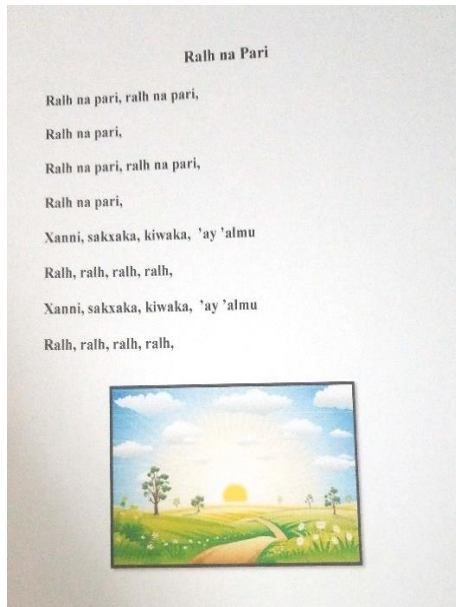 Ralh na Pari
Ralh na pari, ralh na pari,
Ralh na pari,
Ralh na pari, ralh na pari,
Ralh na pari,
Xanni, sakxaka, kiwaka, ’ay ’almu
Ralh, ralh, ralh, ralh,
Xanni, sakxaka, kiwaka, ’ay ’almu
Ralh, ralh, ralh, ralh,